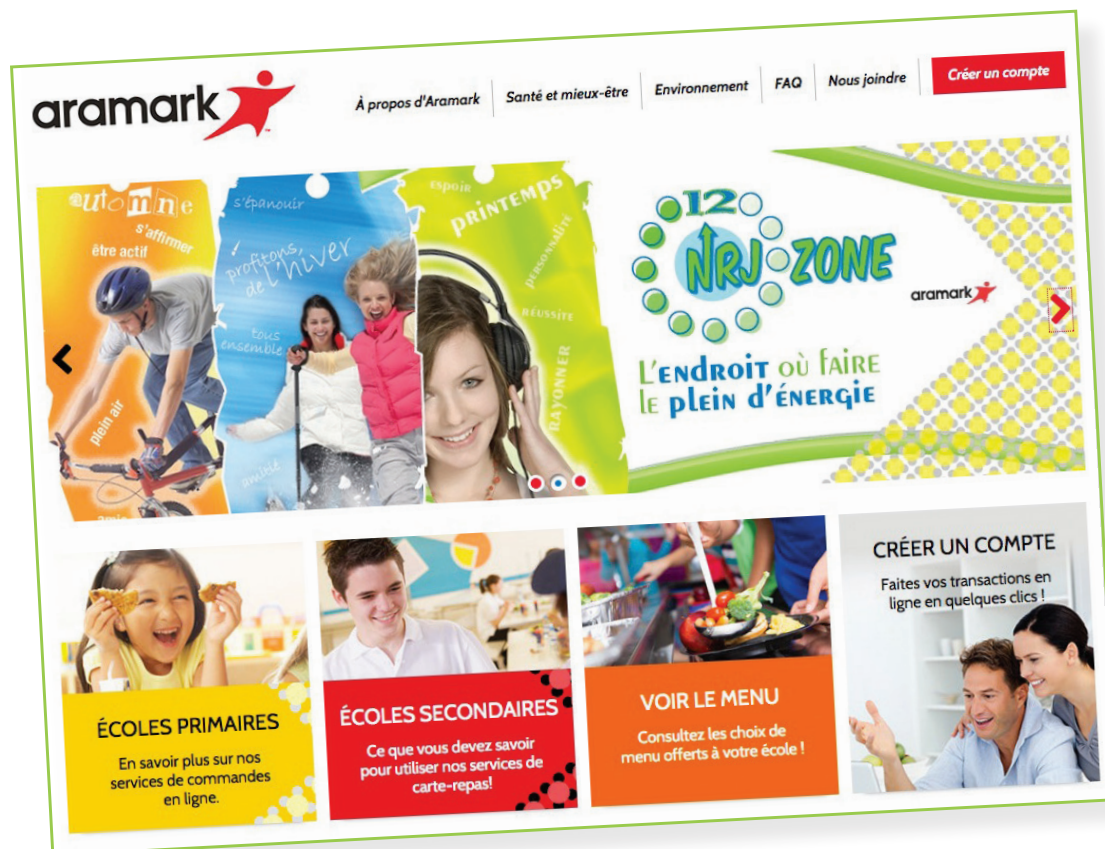 aramark
À propos d'Aramark
Santé et mieux-être
Environnement
FAQ
Nous joindre
Créer un compte
automne
s'affirmer
être actif
plein air
amis
s'épanouir
profitons
de l'hiver
tous
ensemble
amitié
ESPOIR
PRINTEMPS
PERSONNALITÉ
RÉUSSITE
RAYONNER
12
NRJ ZONE
L'ENDROIT OÙ FAIRE
LE PLEIN D'ÉNERGIE
aramark
ÉCOLES PRIMAIRES
En savoir plus sur nos
services de commandes
en ligne.
ÉCOLES SECONDAIRES
Ce que vous devez savoir
pour utiliser nos services de
carte-repas!
VOIR LE MENU
Consultez les choix de
menu offerts à votre école !
CRÉER UN COMPTE
Faites vos transactions en
ligne en quelques clics !